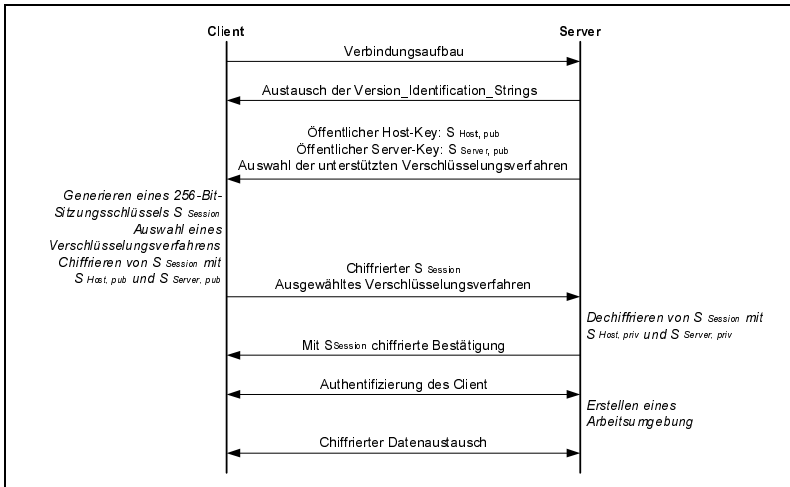 Client
Server
Verbindungsaufbau
Austausch der Version_Identification_Strings
Öffentlicher Host-Key: S Host, pub
Öffentlicher Server-Key: S Server, pub
Auswahl der unterstützten Verschlüsselungsverfahren
Generieren eines 256-Bit-
Sitzungsschlüssels S Session
Auswahl eines
Verschlüsselungsverfahrens
Chiffrieren von S Session mit
S Host, pub und S Server, pub
Chiffrierter S Session
Ausgewähltes Verschlüsselungsverfahren
Dechiffrieren von S Session mit
S Host, priv und S Server, priv
Mit SSession chiffrierte Bestätigung
Authentifizierung des Client
Erstellen eines
Arbeitsumgebung
Chiffrierter Datenaustausch